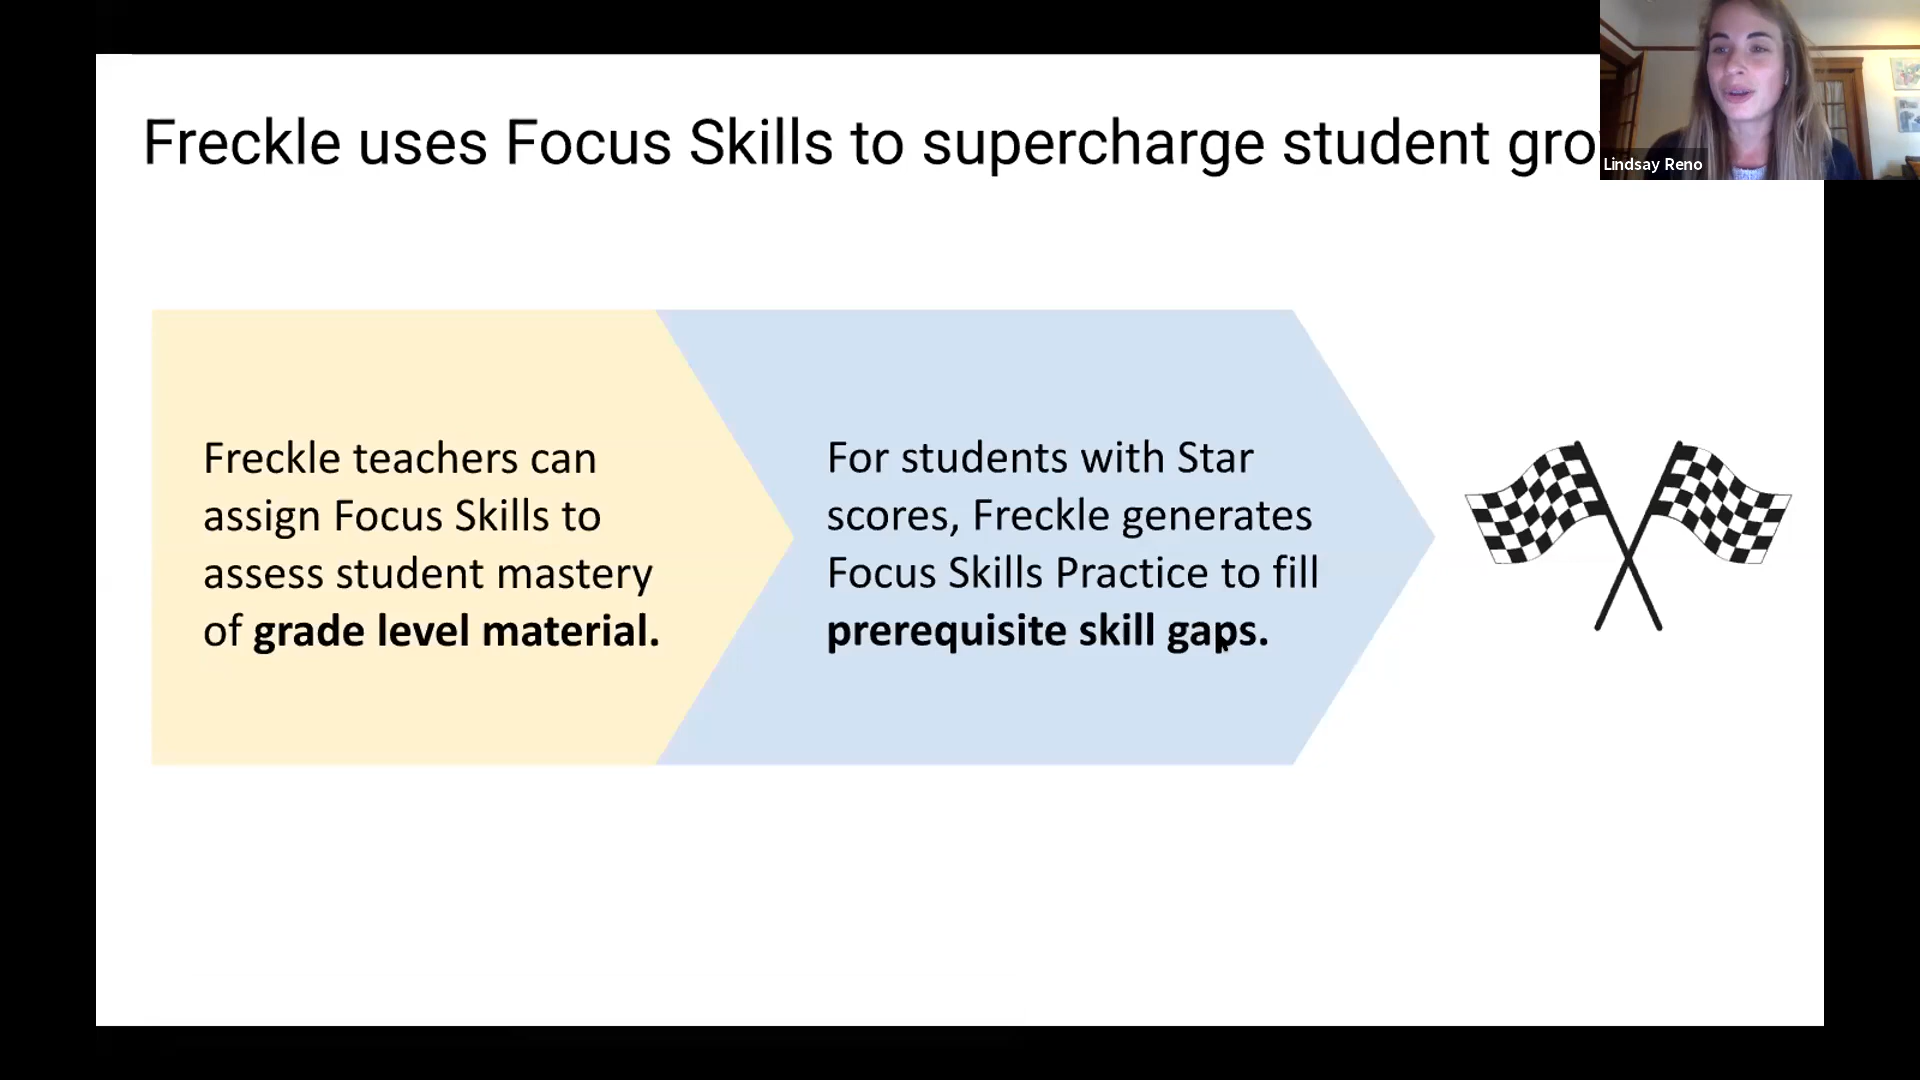 Freckle uses Focus Skills to supercharge student gro
Lindsay Reno
Freckle teachers can
assign Focus Skills to
assess student mastery
of grade level material.
For students with Star
scores, Freckle generates
Focus Skills Practice to fill
prerequisite skill gaps.